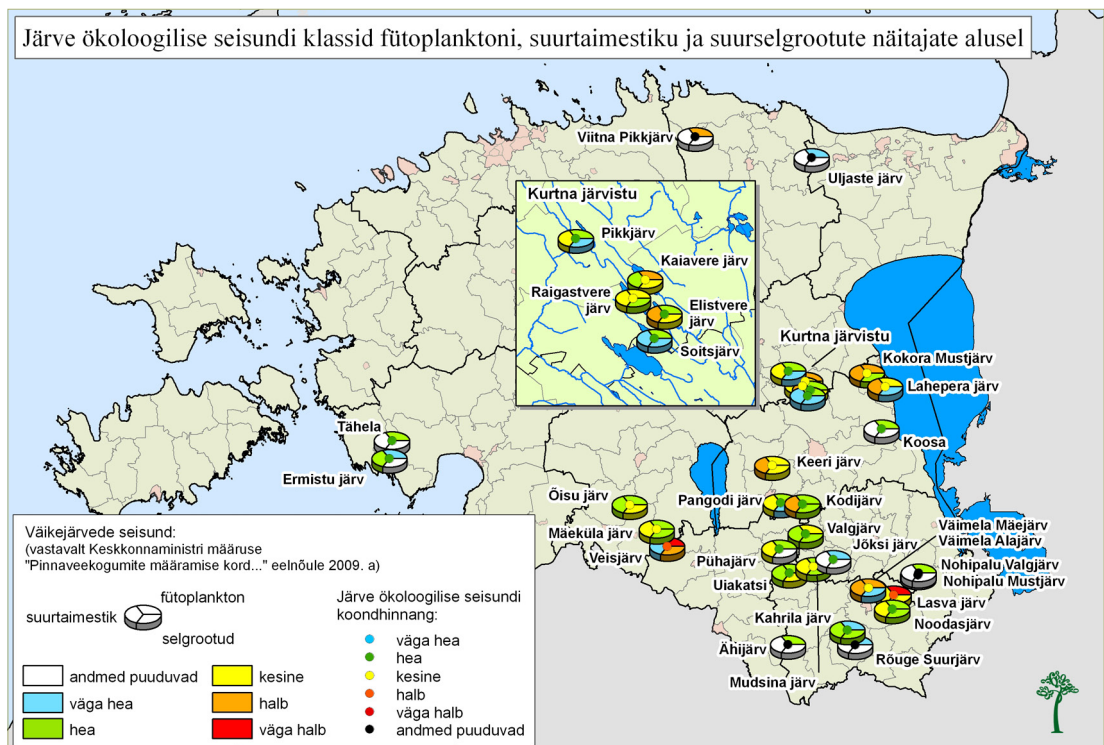 Järve ökoloogilise seisundi klassid fütoplanktoni, suurtaimestiku ja suurselgrootute näitajate alusel
Viitna Pikkjärv
Uljaste järv
Kurtna järvistu
Pikkjärv
Kaiavere järv
Raigastvere
järv
Elistvere
järv
Soitsjärv
Kurtna järvistu
Kokora Mustjärv
Lahepera järv
Koosa
Tähela
Ermistu järv
Keeri järv
Õisu järv
Pangodi järv
Kodijärv
Mäeküla järv
Valgjärv
Väimela Mäejärv
Väimela Alajärv
Veisjärv
Pühajärv
Jõksi järv
Nohipalu Valgjärv
Nohipalu Mustjärv
Uiakatsi
Lasva järv
Noodasjärv
Kahrila järv
Ähijärv
Rõuge Suurjärv
Mudsina järv
Väikejärvede seisund:
(vastavalt Keskkonnaministri määruse
"Pinnaveekogumite määramise kord..." eelnõule 2009. a)
fütoplankton
suurtaimestik
selgrootud
andmed puuduvad
väga hea
hea
kesine
halb
väga halb
Järve ökoloogilise seisundi
koondhinnang:
väga hea
hea
kesine
halb
väga halb
andmed puuduvad